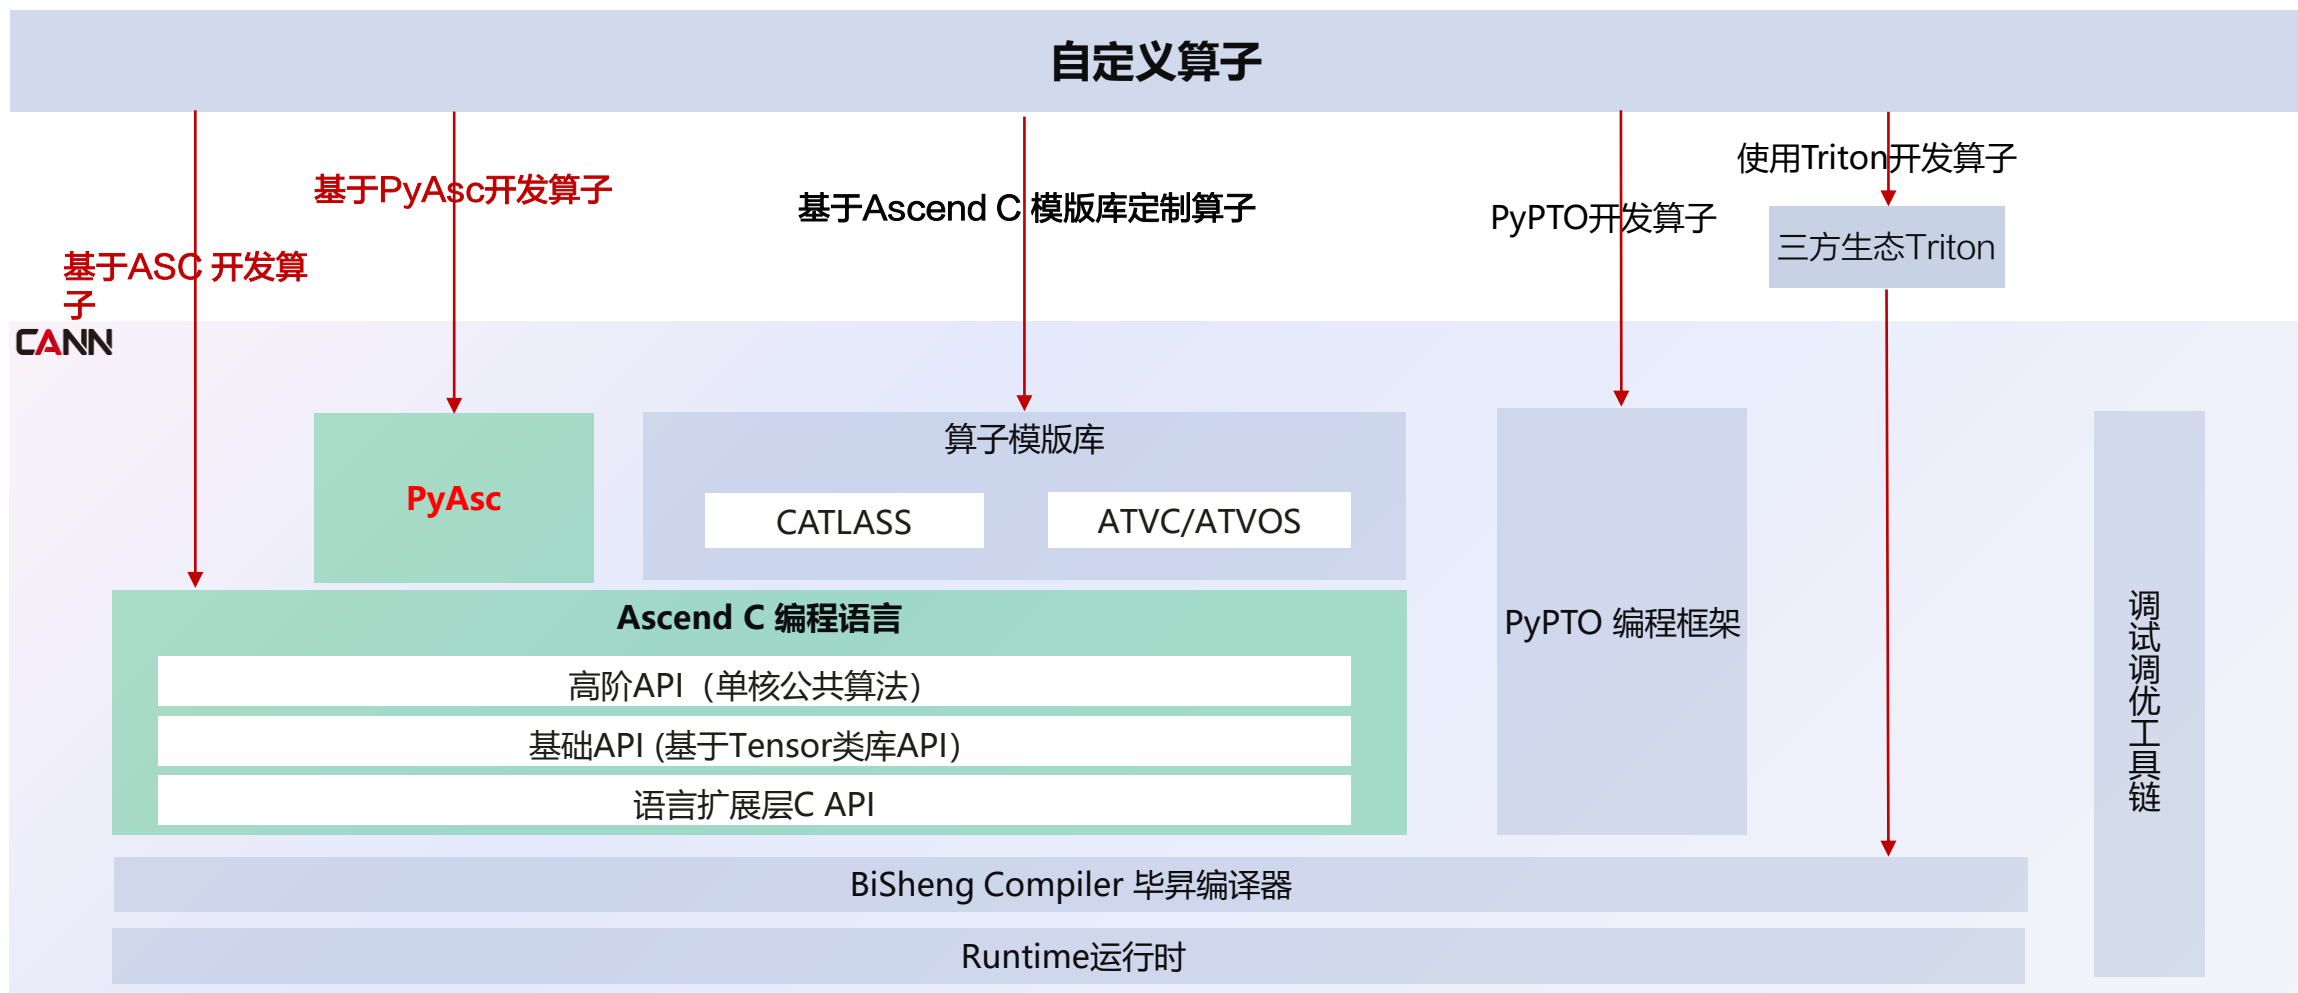 自定义算子
使用Triton开发算子
基于PyAsc开发算子
基于Ascend C 模版库定制算子
PyPTO开发算子
三方生态Triton
基于ASC 开发算
子
CANN
算子模版库
PyAsc
CATLASS
ATVC/ATVOS
Ascend C 编程语言
PyPTO 编程框架
高阶API（单核公共算法）
基础API (基于Tensor类库API）
语言扩展层C API
调试调优工具链
BiSheng Compiler 毕昇编译器
Runtime运行时